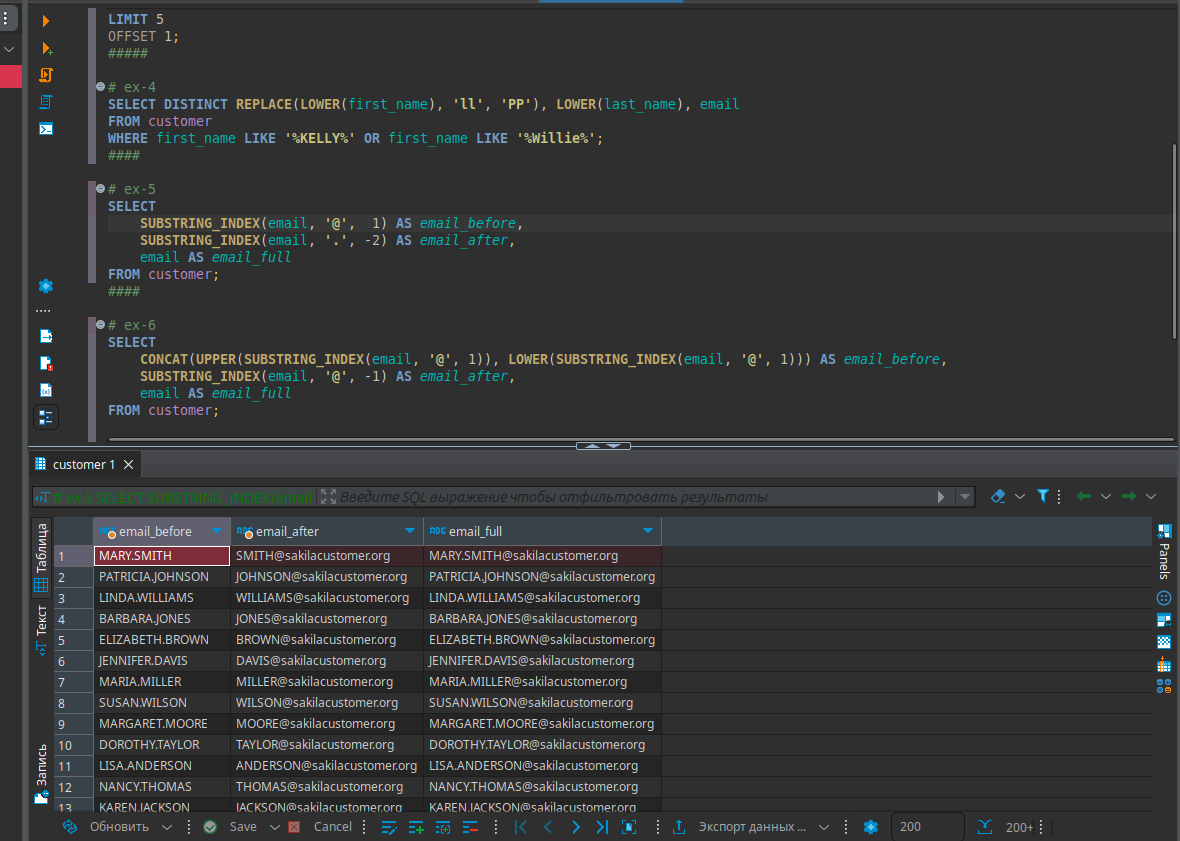 LIMIT 5
OFFSET 1;
#####
# ex-4
SELECT DISTINCT REPLACE(LOWER(first_name), 'll', 'PP'), LOWER(last_name), email
FROM customer
WHERE first_name LIKE '%KELLY%' OR first_name LIKE '%Willie%';
####
# ex-5
SELECT
SUBSTRING_INDEX(email, '@',  1) AS email_before,
SUBSTRING_INDEX(email, '.', -2) AS email_after,
email AS email_full
FROM customer;
####
# ex-6
SELECT
CONCAT(UPPER(SUBSTRING_INDEX(email, '@', 1)), LOWER(SUBSTRING_INDEX(email, '@', 1))) AS email_before,
SUBSTRING_INDEX(email, '@', -1) AS email_after,
email AS email_full
FROM customer;
customer 1
# ex-5 SELECT SUBSTRING_INDEX(email Введите SQL выражение чтобы отфильтровать результаты
Таблица
Текст
Запись
Panels
ABC email_before ABC email_after ABC email_full
1 MARY.SMITH SMITH@sakilacustomer.org MARY.SMITH@sakilacustomer.org
2 PATRICIA.JOHNSON JOHNSON@sakilacustomer.org PATRICIA.JOHNSON@sakilacustomer.org
3 LINDA.WILLIAMS WILLIAMS@sakilacustomer.org LINDA.WILLIAMS@sakilacustomer.org
4 BARBARA.JONES JONES@sakilacustomer.org BARBARA.JONES@sakilacustomer.org
5 ELIZABETH.BROWN BROWN@sakilacustomer.org ELIZABETH.BROWN@sakilacustomer.org
6 JENNIFER.DAVIS DAVIS@sakilacustomer.org JENNIFER.DAVIS@sakilacustomer.org
7 MARIA.MILLER MILLER@sakilacustomer.org MARIA.MILLER@sakilacustomer.org
8 SUSAN.WILSON WILSON@sakilacustomer.org SUSAN.WILSON@sakilacustomer.org
9 MARGARET.MOORE MOORE@sakilacustomer.org MARGARET.MOORE@sakilacustomer.org
10 DOROTHY.TAYLOR TAYLOR@sakilacustomer.org DOROTHY.TAYLOR@sakilacustomer.org
11 LISA.ANDERSON ANDERSON@sakilacustomer.org LISA.ANDERSON@sakilacustomer.org
12 NANCY.THOMAS THOMAS@sakilacustomer.org NANCY.THOMAS@sakilacustomer.org
13 KAREN.JACKSON JACKSON@sakilacustomer.org KAREN.JACKSON@sakilacustomer.org
Обновить Save Cancel Экспорт данных ... 200 200+